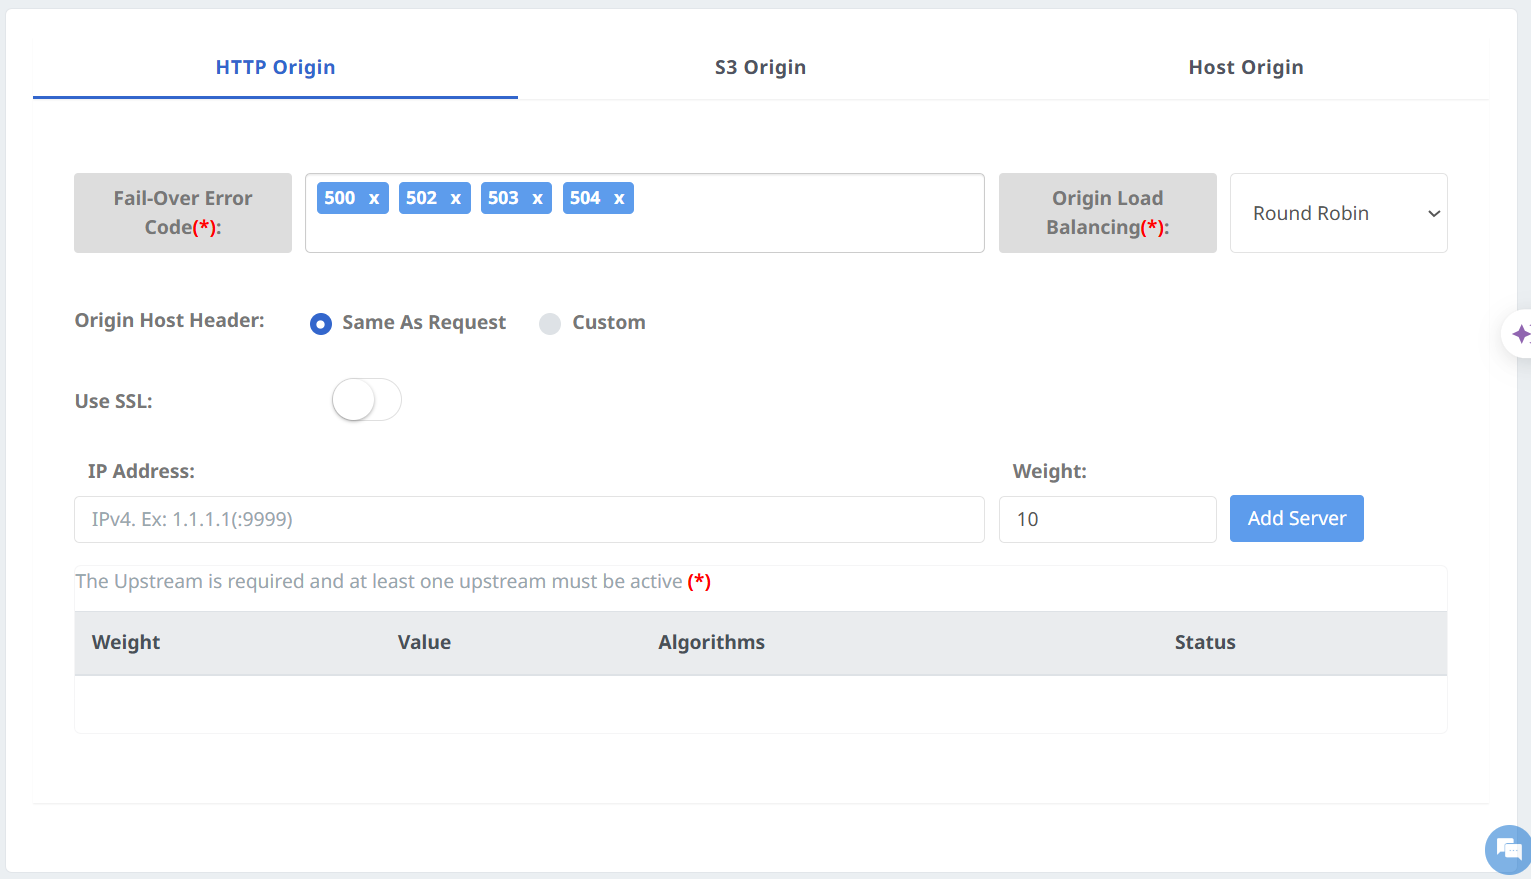 HTTP Origin
S3 Origin
Host Origin
Fail-Over Error
Code(*):
500 x 502 x 503 x 504 x
Origin Load
Balancing(*):
Round Robin
Origin Host Header:
Same As Request
Custom
Use SSL:
IP Address:
Weight:
IPv4. Ex: 1.1.1.1(:9999)
10
Add Server
The Upstream is required and at least one upstream must be active (*)
Weight
Value
Algorithms
Status